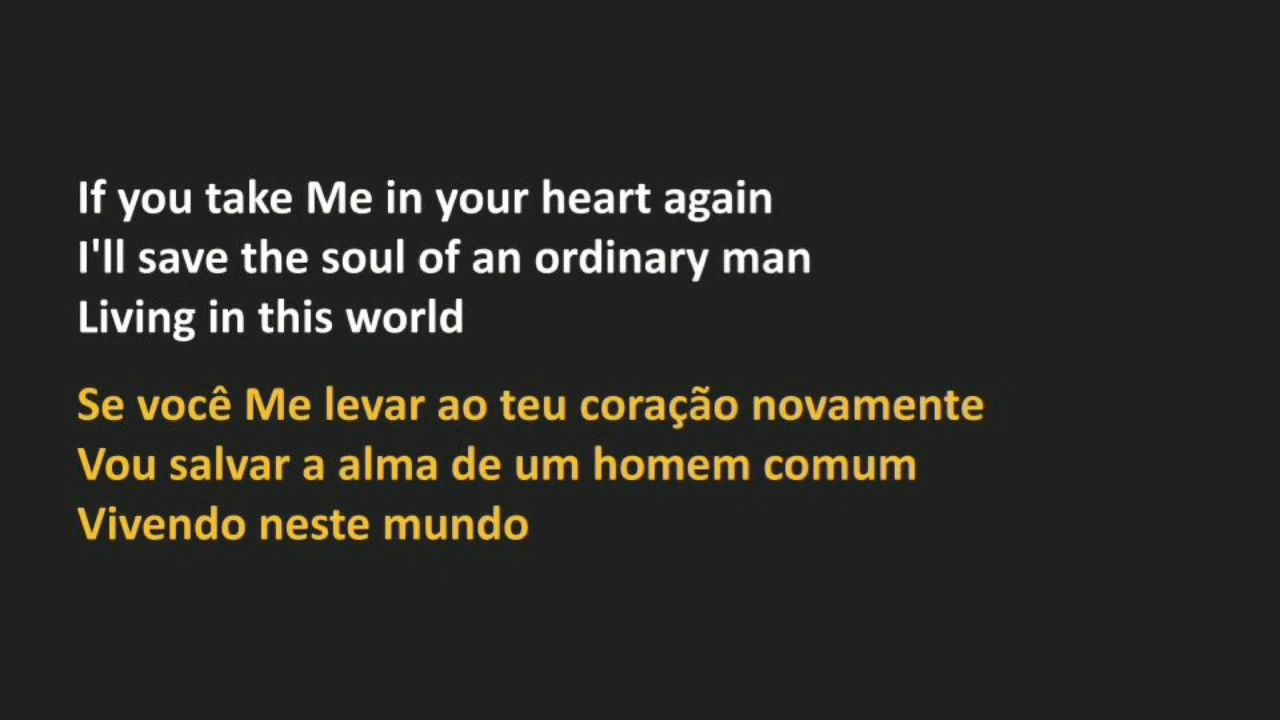 If you take Me in your heart again
I'll save the soul of an ordinary man
Living in this world
Se você Me levar ao teu coração novamente
Vou salvar a alma de um homem comum
Vivendo neste mundo